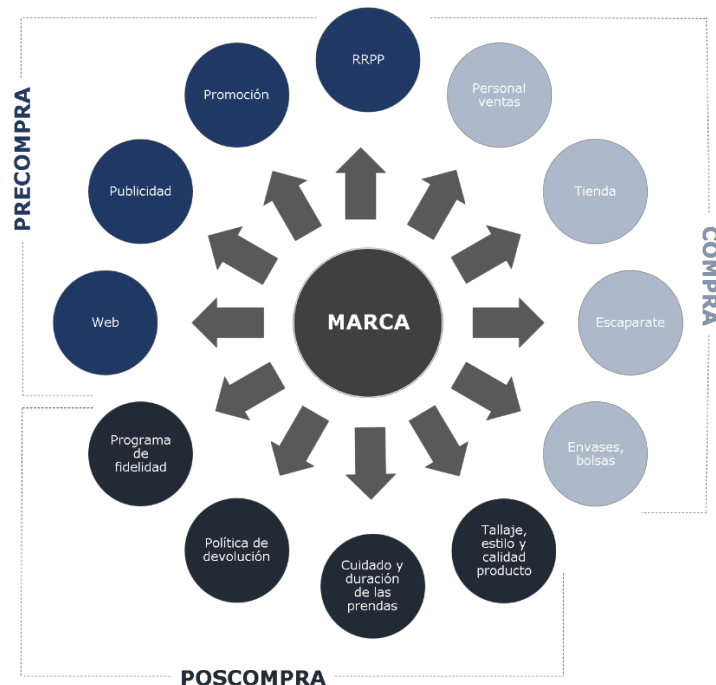 RRPP
Personal
ventas
Promoción
Tienda
Publicidad
PRECOMPRA
COMPRA
Web
MARCA
Escaparate
Programa
de
fidelidad
Envases,
bolsas
Política de
devolución
Cuidado y
duración
de las
prendas
Tallaje,
estilo y
calidad
producto
POSCOMPRA